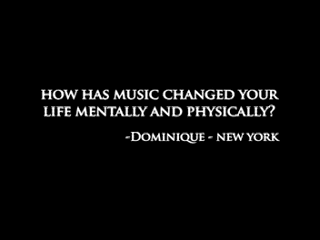 HOW HAS MUSIC CHANGED YOUR
LIFE MENTALLY AND PHYSICALLY?
-DOMINIQUE - NEW YORK